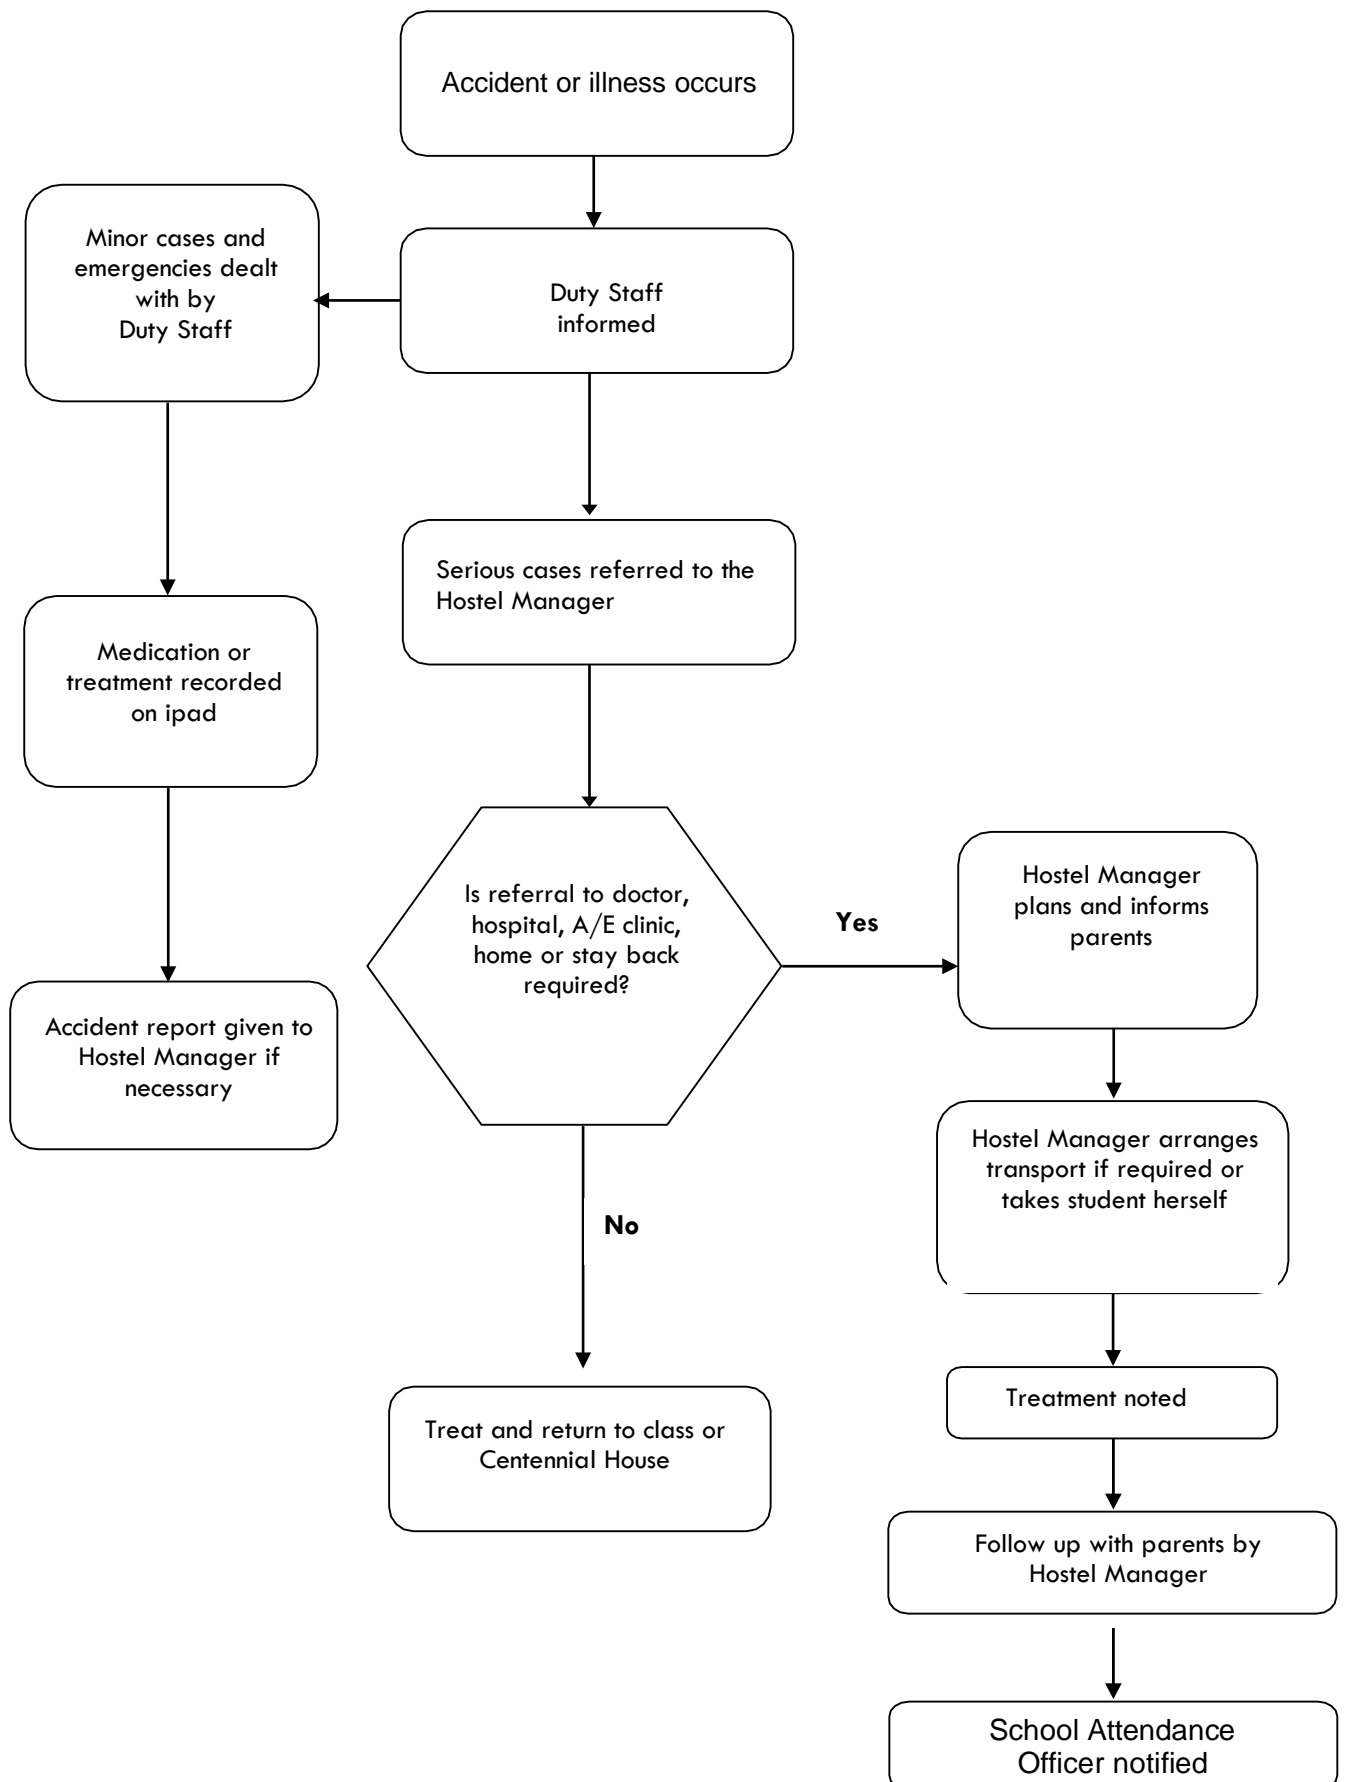 Accident or illness occurs
Minor cases and
emergencies dealt
with by
Duty Staff
Duty Staff
informed
Serious cases referred to the
Hostel Manager
Medication or
treatment recorded
on ipad
Is referral to doctor,
hospital, A/E clinic,
home or stay back
required?
Yes
Hostel Manager
plans and informs
parents
Accident report given to
Hostel Manager if
necessary
Hostel Manager arranges
transport if required or
takes student herself
No
Treatment noted
Treat and return to class or
Centennial House
Follow up with parents by
Hostel Manager
School Attendance
Officer notified